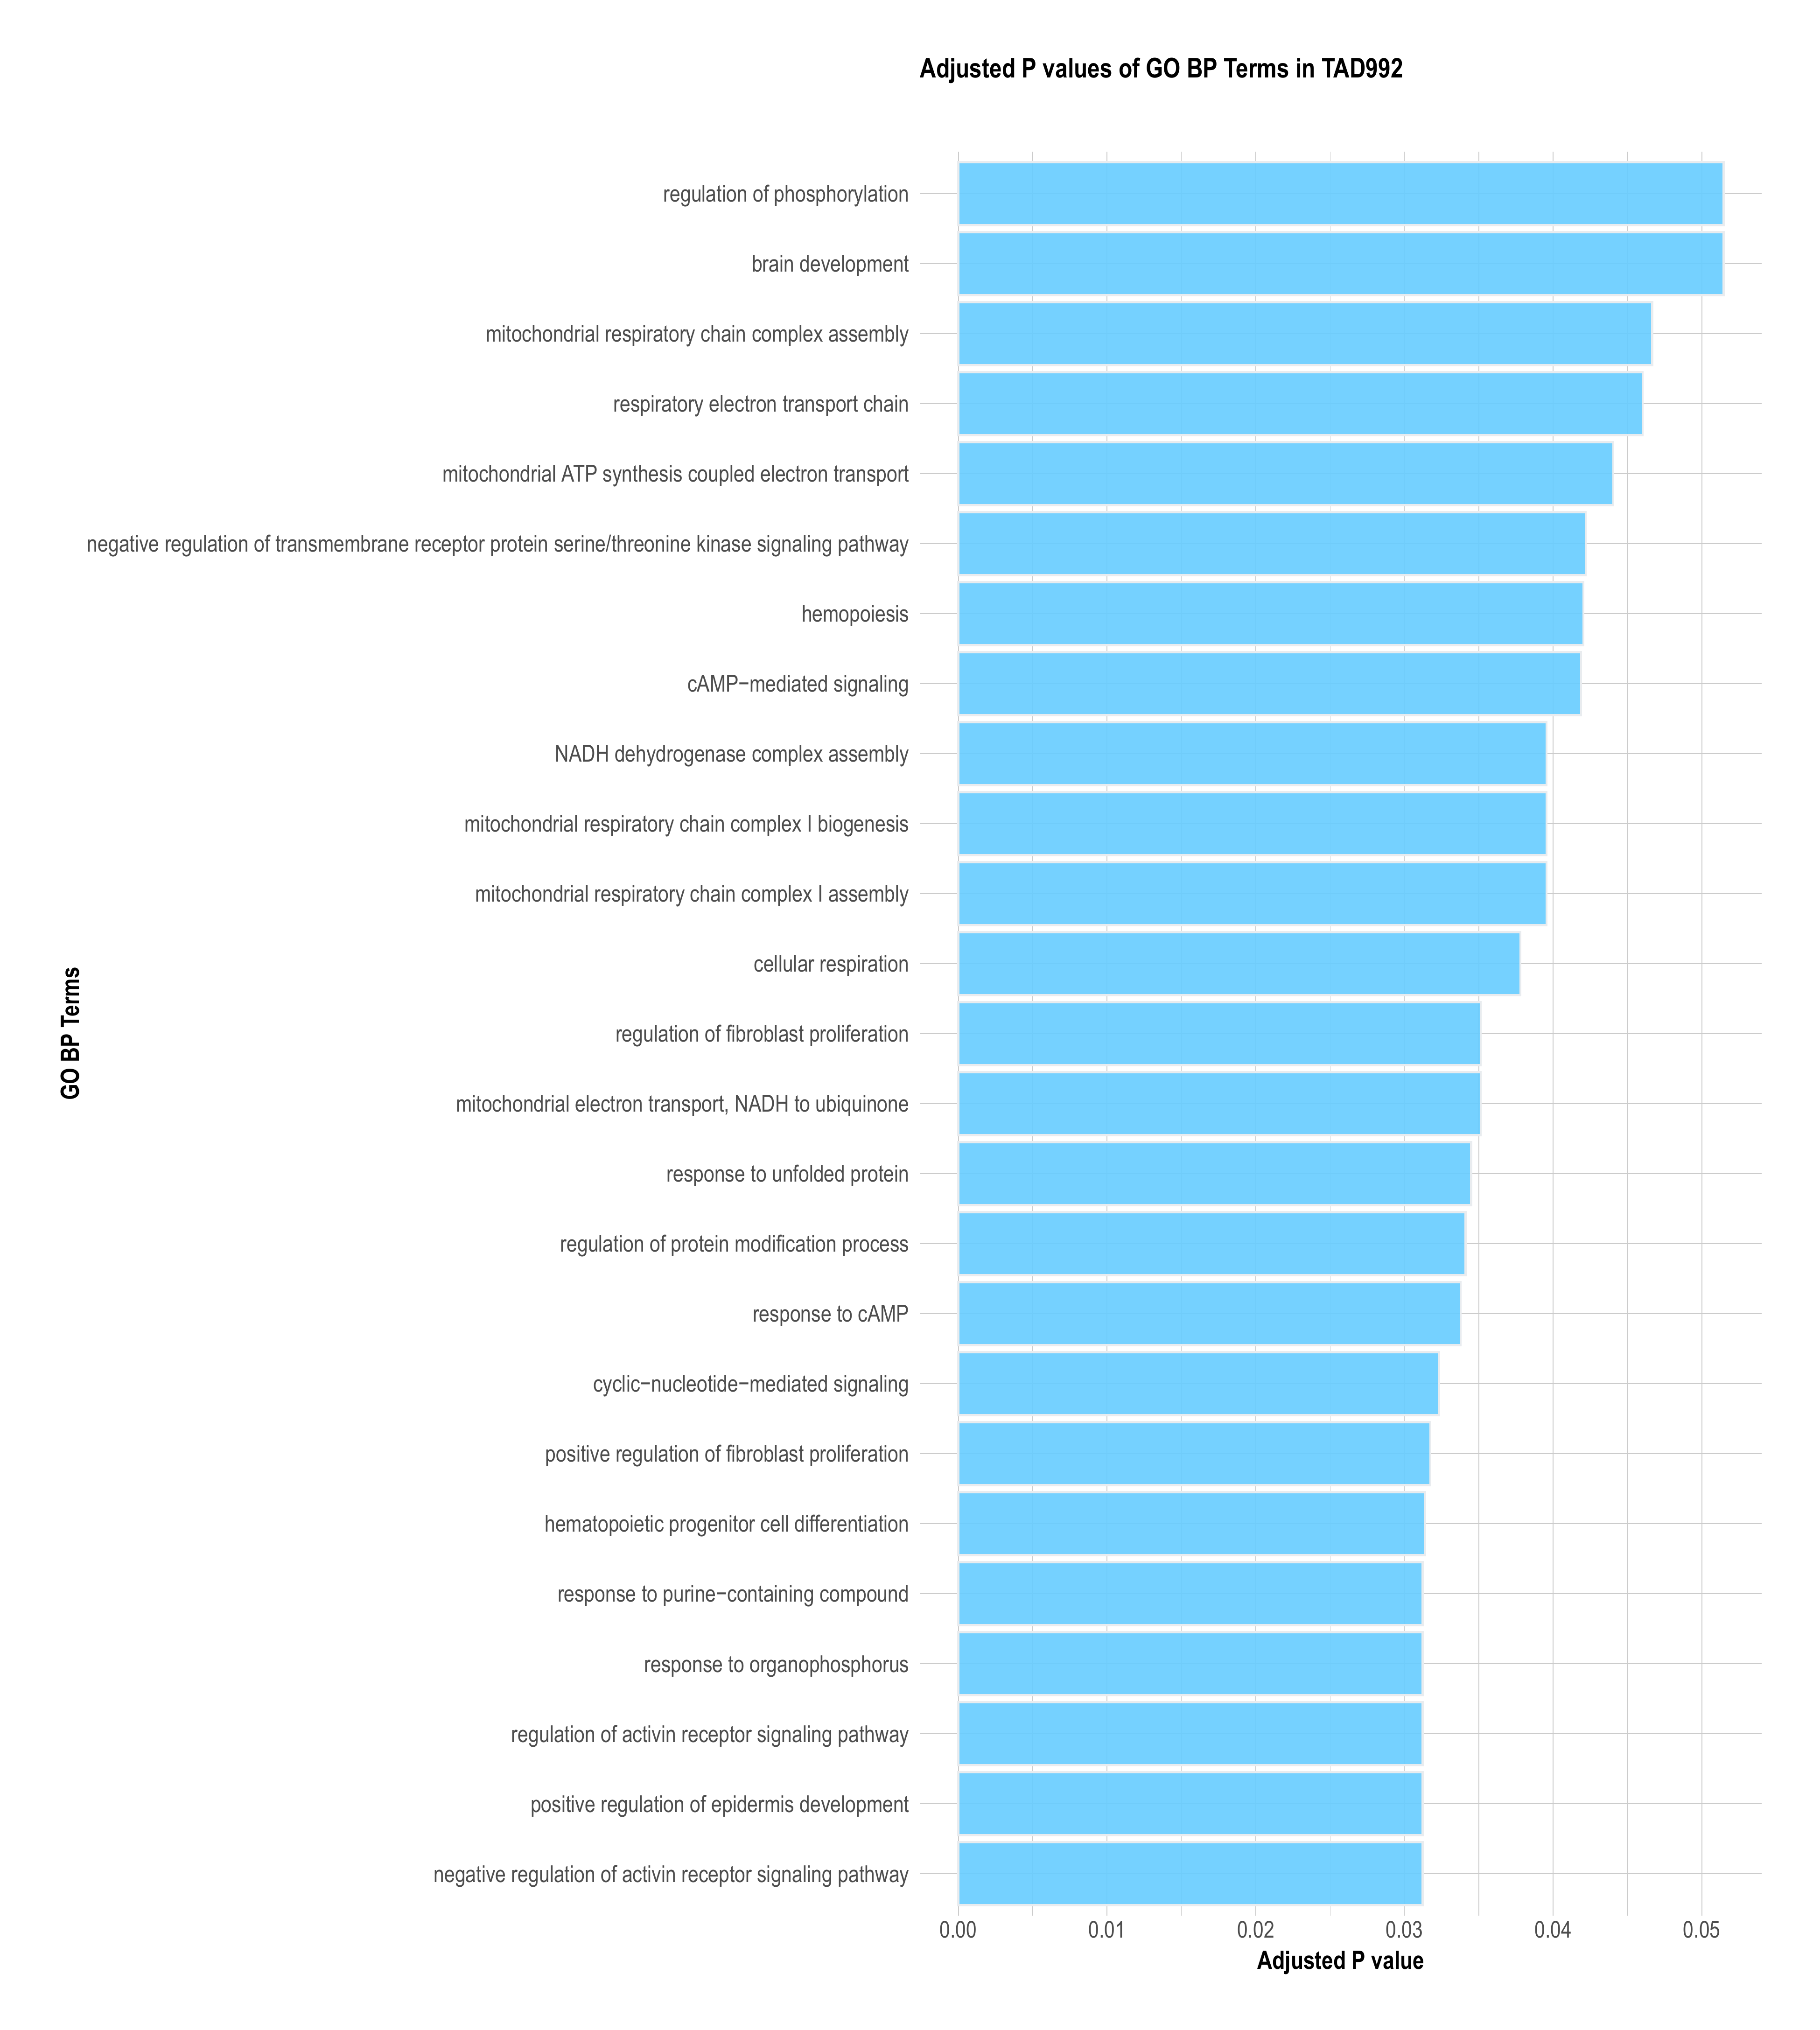 Adjusted P values of GO BP Terms in TAD992
regulation of phosphorylation
brain development
mitochondrial respiratory chain complex assembly
respiratory electron transport chain
mitochondrial ATP synthesis coupled electron transport
negative regulation of transmembrane receptor protein serine/threonine kinase signaling pathway
hemopoiesis
cAMP−mediated signaling
NADH dehydrogenase complex assembly
mitochondrial respiratory chain complex I biogenesis
mitochondrial respiratory chain complex I assembly
cellular respiration
regulation of fibroblast proliferation
mitochondrial electron transport, NADH to ubiquinone
response to unfolded protein
regulation of protein modification process
response to cAMP
cyclic−nucleotide−mediated signaling
positive regulation of fibroblast proliferation
hematopoietic progenitor cell differentiation
response to purine−containing compound
response to organophosphorus
regulation of activin receptor signaling pathway
positive regulation of epidermis development
negative regulation of activin receptor signaling pathway
GO BP Terms
0.00 0.01 0.02 0.03 0.04 0.05
Adjusted P value